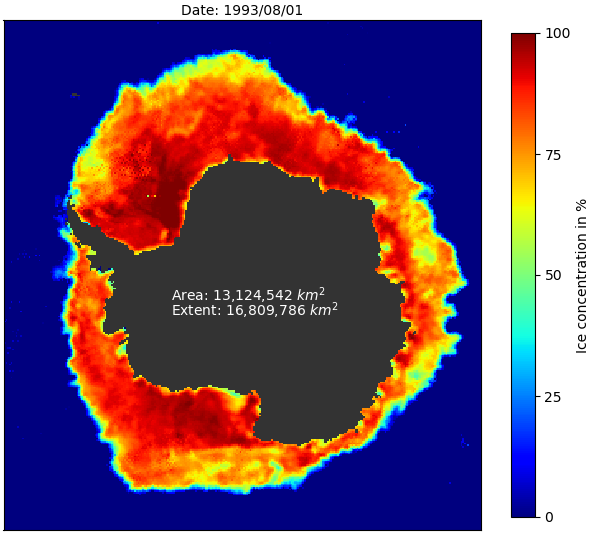 Date: 1993/08/01
100
75
50
25
0
Ice concentration in %
Area: 13,124,542 km²
Extent: 16,809,786 km²